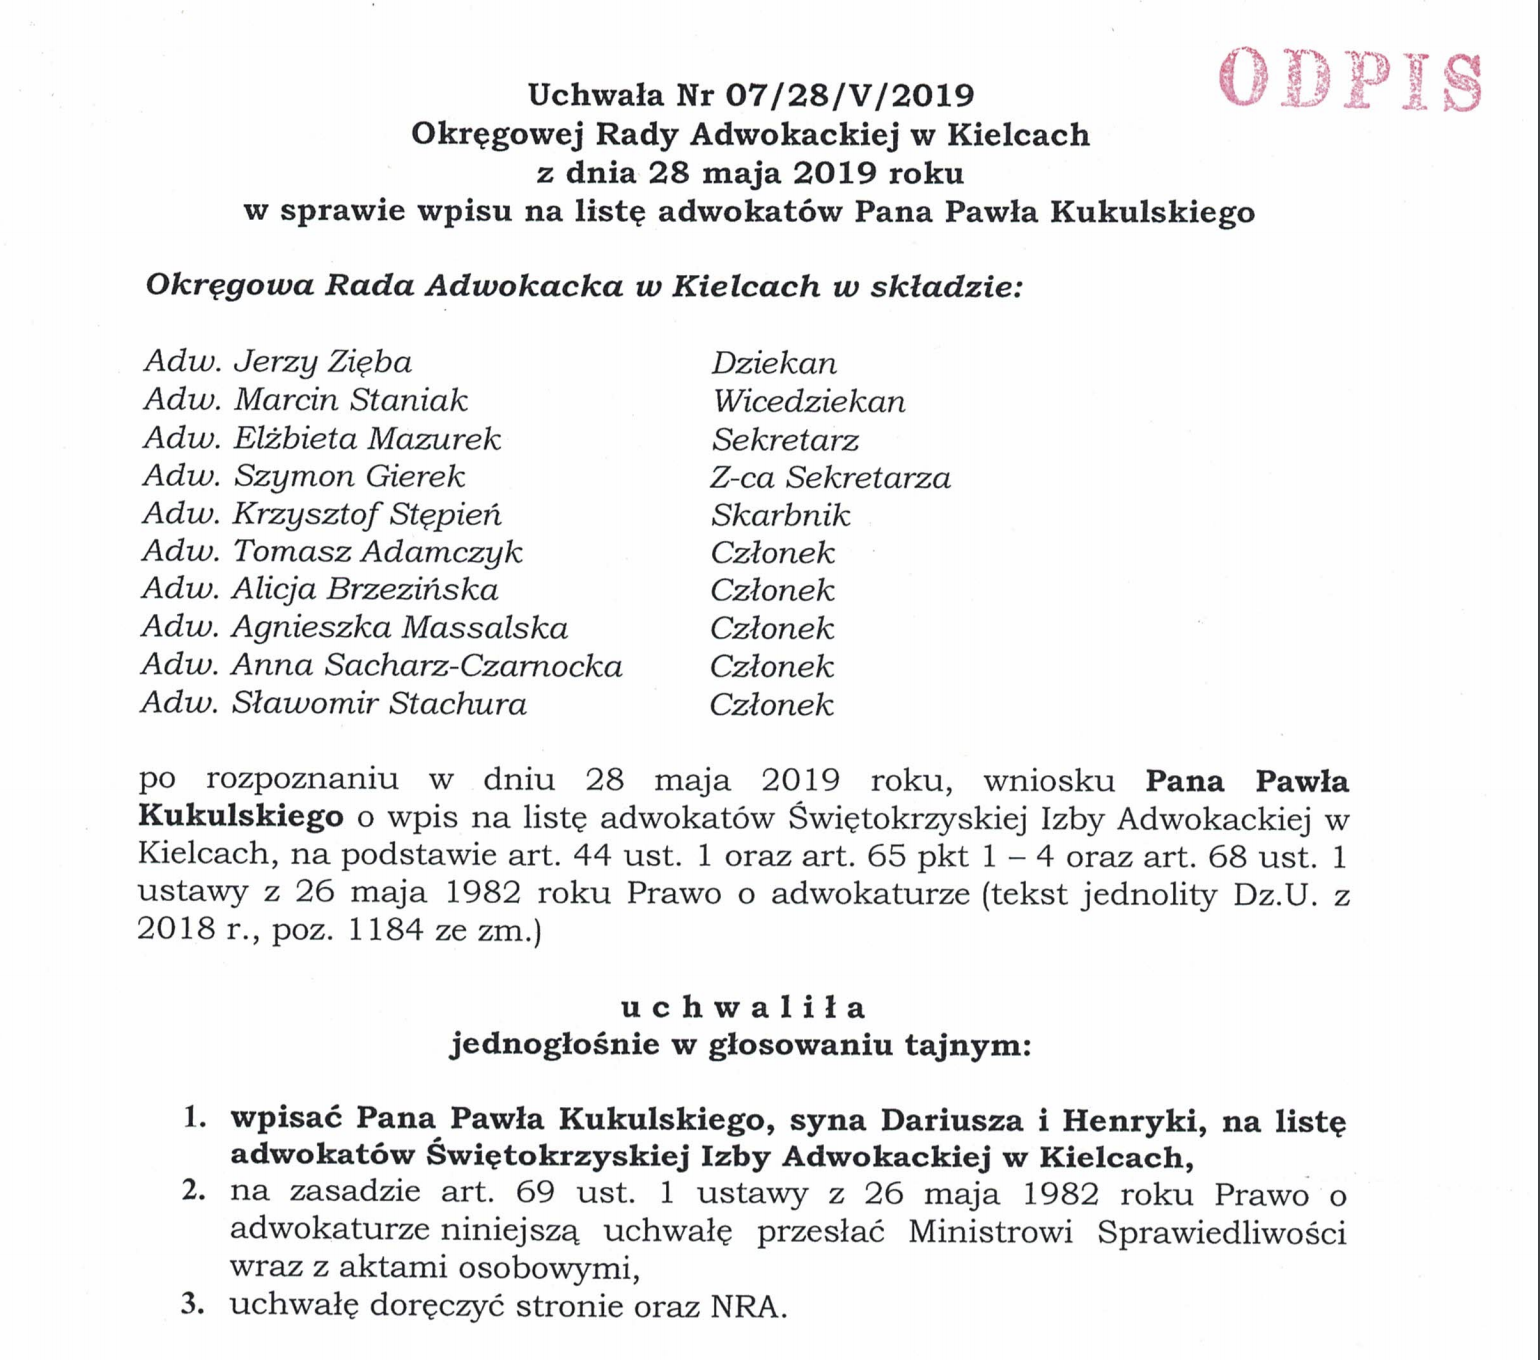 ODPIS
Uchwała Nr 07/28/V/2019
Okręgowej Rady Adwokackiej w Kielcach
z dnia 28 maja 2019 roku
w sprawie wpisu na listę adwokatów Pana Pawła Kukulskiego
Okręgowa Rada Adwokacka w Kielcach w składzie:
Adw. Jerzy Zięba Dziekan
Adw. Marcin Staniak Wicedziekan
Adw. Elżbieta Mazurek Sekretarz
Adw. Szymon Gierek Z-ca Sekretarza
Adw. Krzysztof Stępień Skarbnik
Adw. Tomasz Adamczyk Członek
Adw. Alicja Brzezińska Członek
Adw. Agnieszka Massalska Członek
Adw. Anna Sacharz-Czarnocka Członek
Adw. Sławomir Stachura Członek
po rozpoznaniu w dniu 28 maja 2019 roku, wniosku Pana Pawła
Kukulskiego o wpis na listę adwokatów Świętokrzyskiej Izby Adwokackiej w
Kielcach, na podstawie art. 44 ust. 1 oraz art. 65 pkt 1 – 4 oraz art. 68 ust. 1
ustawy z 26 maja 1982 roku Prawo o adwokaturze (tekst jednolity Dz.U. z
2018 r., poz. 1184 ze zm.)
u c h w a l i ł a
jednogłośnie w głosowaniu tajnym:
1. wpisać Pana Pawła Kukulskiego, syna Dariusza i Henryki, na listę
adwokatów Świętokrzyskiej Izby Adwokackiej w Kielcach,
2. na zasadzie art. 69 ust. 1 ustawy z 26 maja 1982 roku Prawo o
adwokaturze niniejszą uchwałę przesłać Ministrowi Sprawiedliwości
wraz z aktami osobowymi,
3. uchwałę doręczyć stronie oraz NRA.